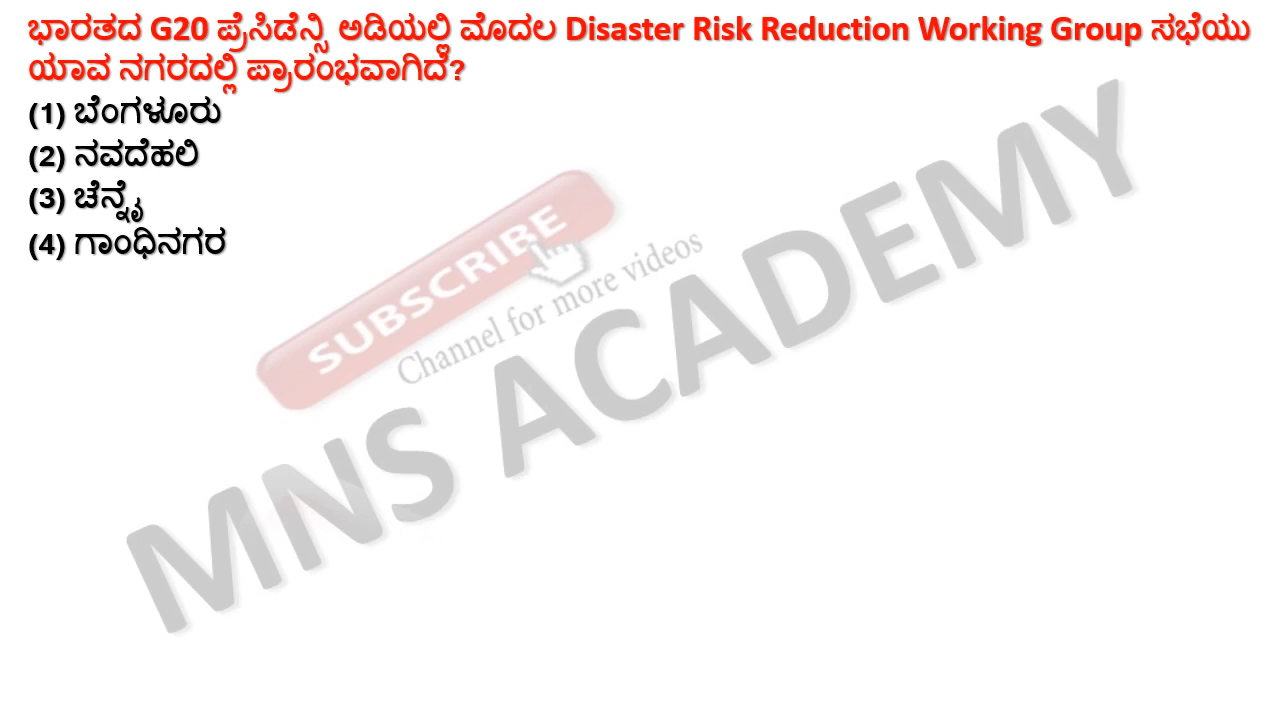 ಭಾರತದ G20 ಪ್ರೆಸಿಡೆನ್ಸಿ ಅಡಿಯಲ್ಲಿ ಮೊದಲ Disaster Risk Reduction Working Group ಸಭೆಯು
ಯಾವ ನಗರದಲ್ಲಿ ಪ್ರಾರಂಭವಾಗಿದೆ?
(1) ಬೆಂಗಳೂರು
(2) ನವದೆಹಲಿ
(3) ಚೆನ್ನೈ
(4) ಗಾಂಧಿನಗರ
SUBSCRIBE
Channel for more videos
MNS ACADEMY